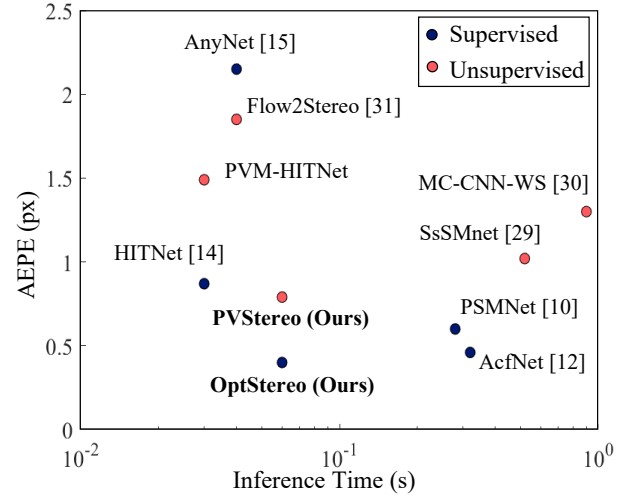 2.5
AnyNet [15]
Supervised
Unsupervised
2
Flow2Stereo [31]
1.5
PVM-HITNet
MC-CNN-WS [30]
SsSMnet [29]
HITNet [14]
1
PSMNet [10]
PVStereo (Ours)
0.5
AcfNet [12]
OptStereo (Ours)
0
AEPE (px)
10^-2
10^-1
10^0
Inference Time (s)